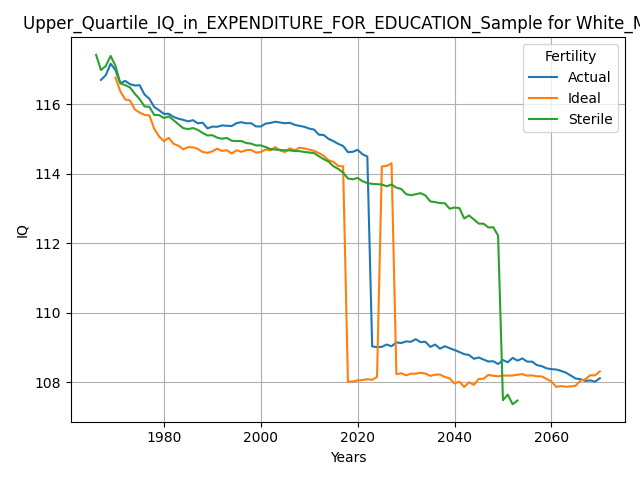 Upper_Quartile_IQ_in_EXPENDITURE_FOR_EDUCATION_Sample for White_M
Fertility
Actual
Ideal
Sterile
116
114
112
110
108
IQ
1980
2000
2020
2040
2060
Years